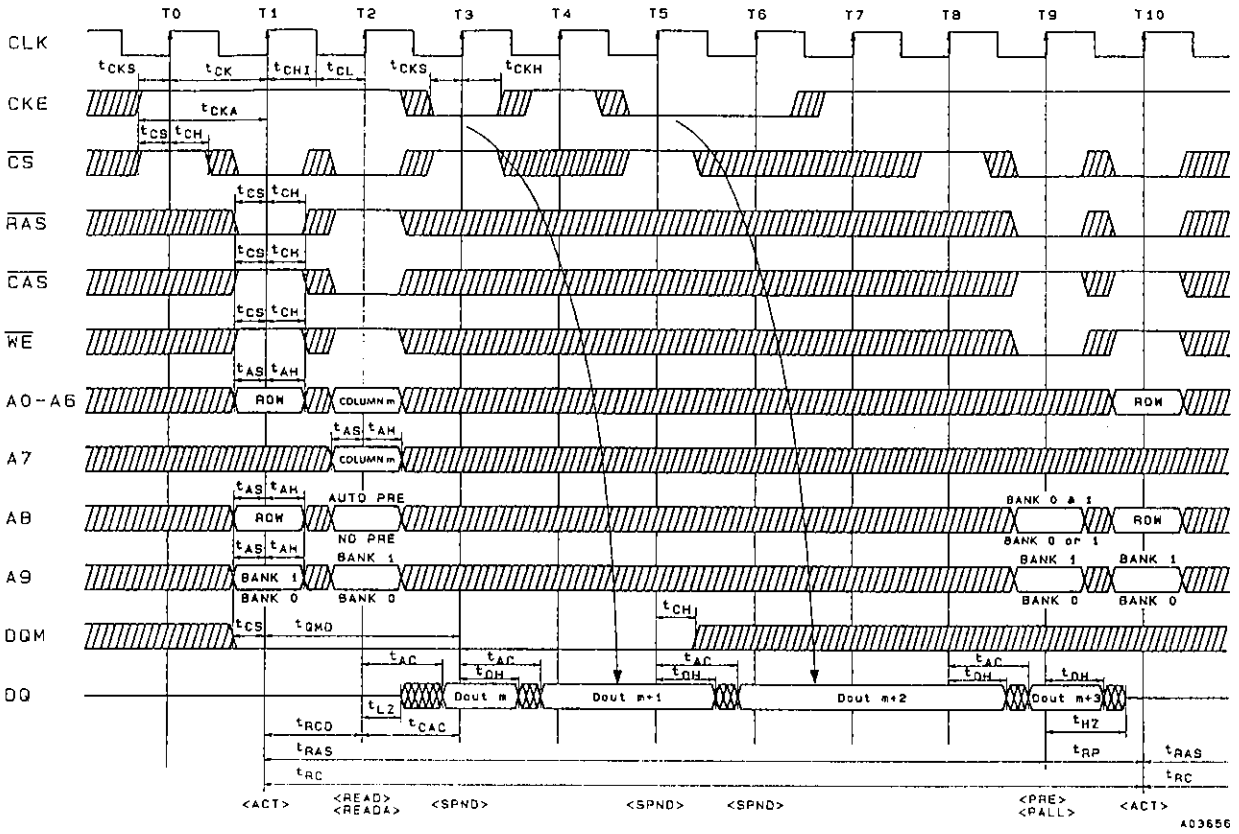 T0 T1 T2 T3 T4 T5 T6 T7 T8 T9 T10
CLK
tCKS tCK tCHI tCL tCKS tCKH
CKE
tCKA
tCS tCH
CS
tCS tCH
RAS
tCS tCH
CAS
tCS tCH
WE
tAS tAH
A0-A6 ROW COLUMN m ROW
tAS tAH
A7 COLUMN m
tAS tAH AUTO PRE BANK 0 & 1
A8 ROW ROW
NO PRE BANK 0 or 1
tAS tAH BANK 1 BANK 1 BANK 1
A9 BANK 1
BANK 0 BANK 0 BANK 0 BANK 0
tCH
DQM tCS tQMD
tAC tAC tAC tAC
tOH tOH tOH tOH
DQ Dout m Dout m+1 Dout m+2 Dout m+3
tLZ tHZ
tRCD tCAC
tRAS tRP tRAS
tRC tRC
<ACT> <READ> <SPND> <SPND> <SPND> <PRE> <ACT>
<READA> <PALL>
A03656